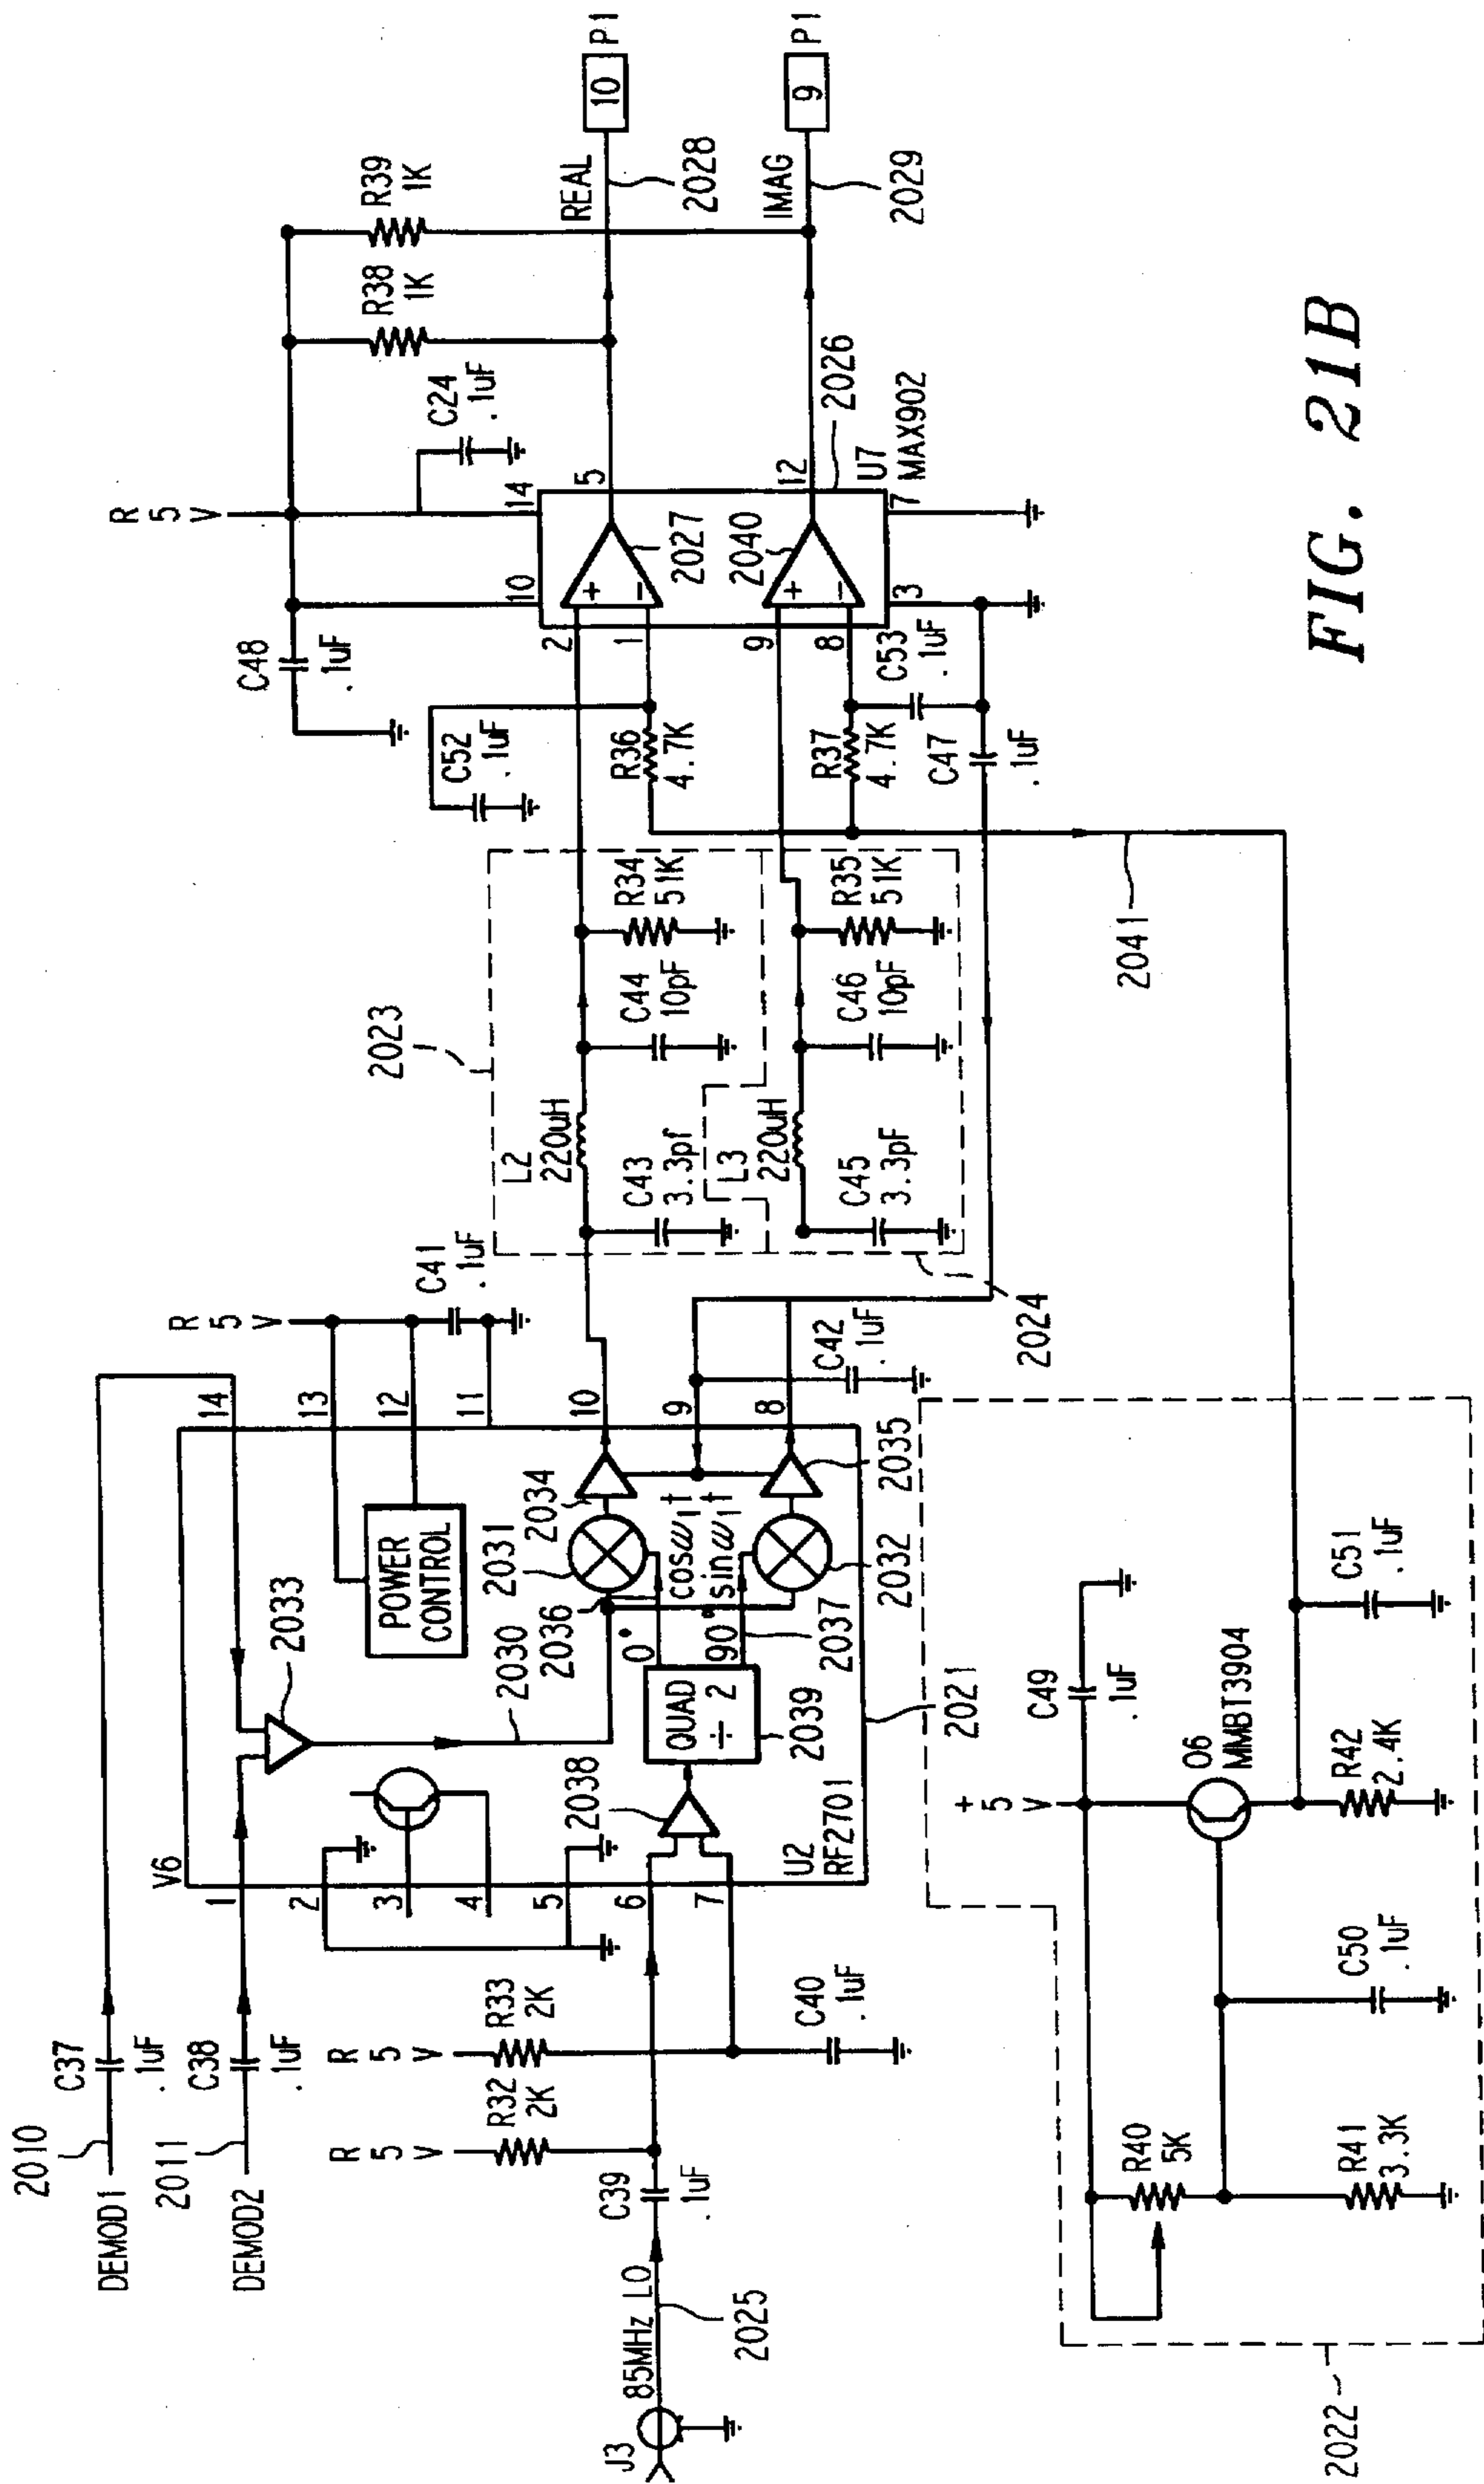 2010
DEMOD1
C37
.1uF
2011
DEMOD2
C38
.1uF
V6
1
2
3
4
5
6
7
14
13
12
11
10
9
8
2033
POWER
CONTROL
2030
2036
2031
2034
0°
90°
cosω₁t
sinω₁t
QUAD
÷ 2
2039
2038
2037
2032
2035
U2
RF2701
2021
R
5
V
R32
2K
R
5
V
R33
2K
J3
85MHz LO
2025
C39
.1uF
C40
.1uF
R
5
V
C41
.1uF
C42
.1uF
2023
L2
220uH
C43
3.3pf
C44
10pF
R34
51K
L3
220uH
C45
3.3pF
C46
10pF
R35
51K
2024
C48
.1uF
C52
.1uF
R36
4.7K
R37
4.7K
C53
.1uF
C47
.1uF
2041
R
5
V
C24
.1uF
10
14
2
1
9
8
3
7
5
12
+
−
2027
+
−
2040
U7
MAX902
2026
R38
1K
R39
1K
REAL
2028
10
P1
IMAG
2029
9
P1
2022
R40
5K
R41
3.3K
C50
.1uF
+
5
V
C49
.1uF
O6
MMBT3904
R42
2.4K
C51
.1uF
FIG. 21B